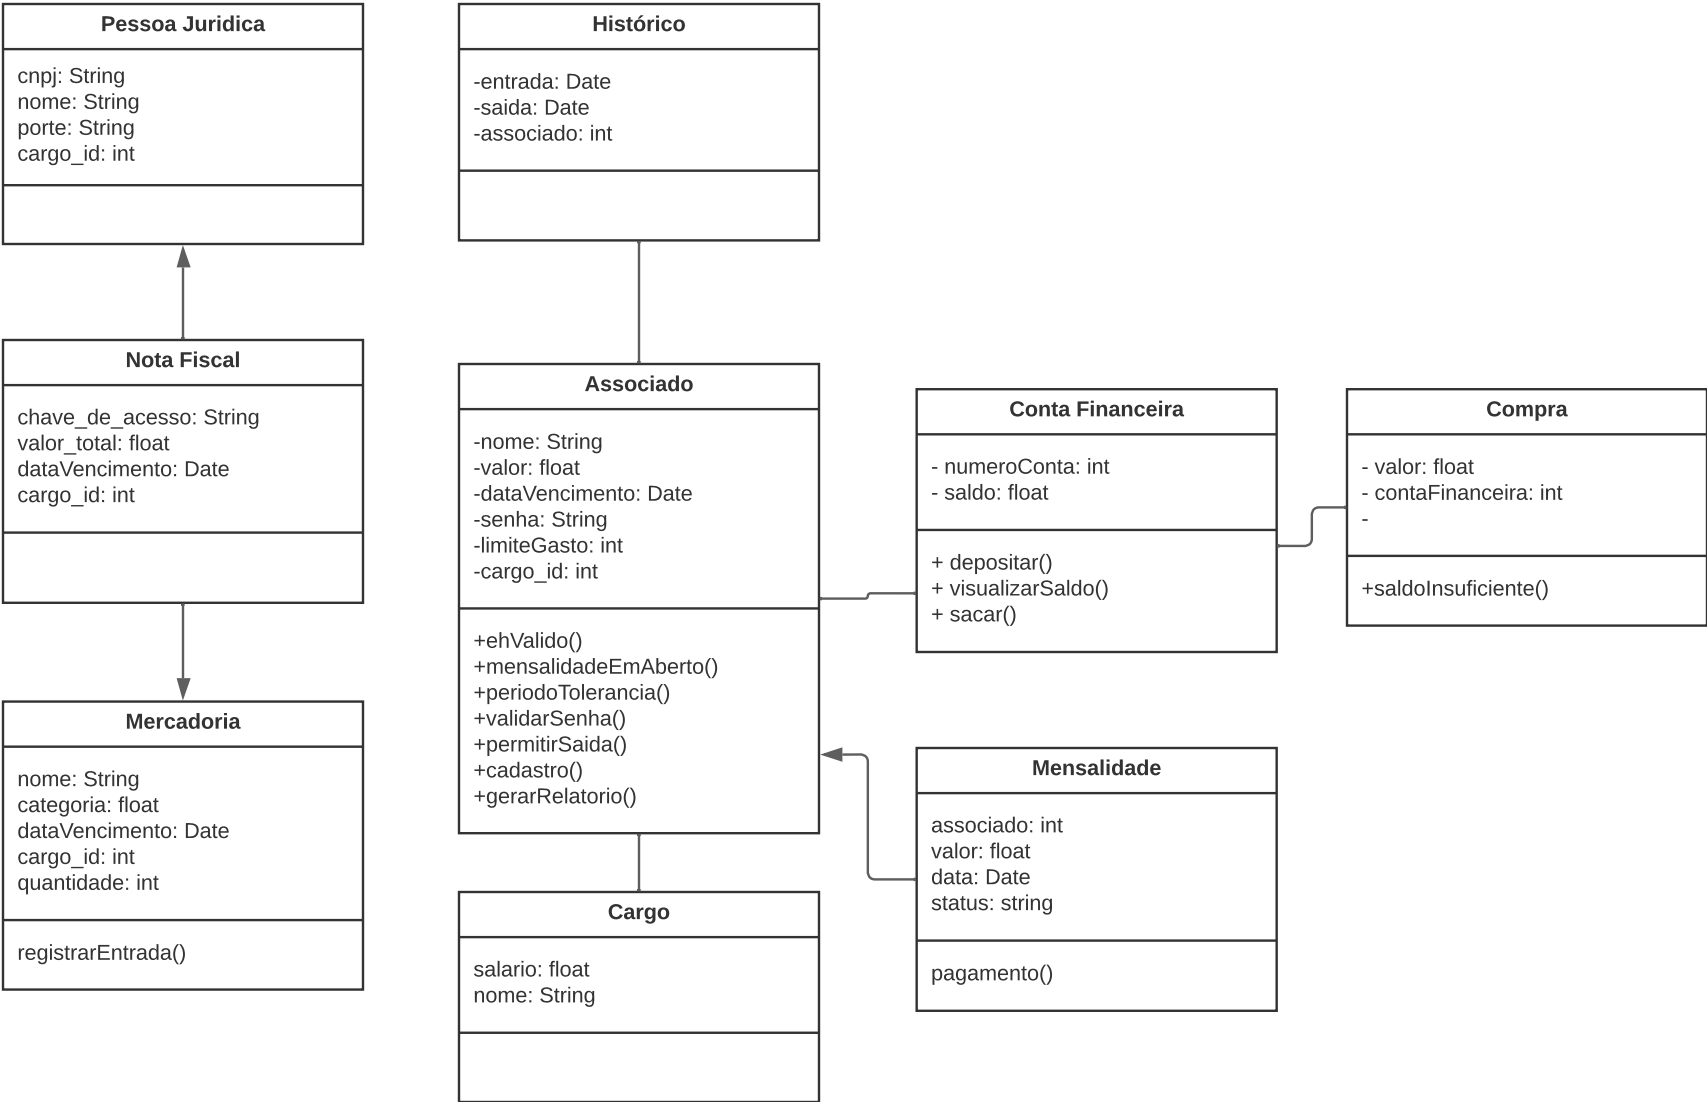 Pessoa Juridica
cnpj: String
nome: String
porte: String
cargo_id: int
Histórico
-entrada: Date
-saida: Date
-associado: int
Nota Fiscal
chave_de_acesso: String
valor_total: float
dataVencimento: Date
cargo_id: int
Associado
-nome: String
-valor: float
-dataVencimento: Date
-senha: String
-limiteGasto: int
-cargo_id: int
+ehValido()
+mensalidadeEmAberto()
+periodoTolerancia()
+validarSenha()
+permitirSaida()
+cadastro()
+gerarRelatorio()
Conta Financeira
- numeroConta: int
- saldo: float
+ depositar()
+ visualizarSaldo()
+ sacar()
Compra
- valor: float
- contaFinanceira: int
-
+saldoInsuficiente()
Mercadoria
nome: String
categoria: float
dataVencimento: Date
cargo_id: int
quantidade: int
registrarEntrada()
Mensalidade
associado: int
valor: float
data: Date
status: string
pagamento()
Cargo
salario: float
nome: String